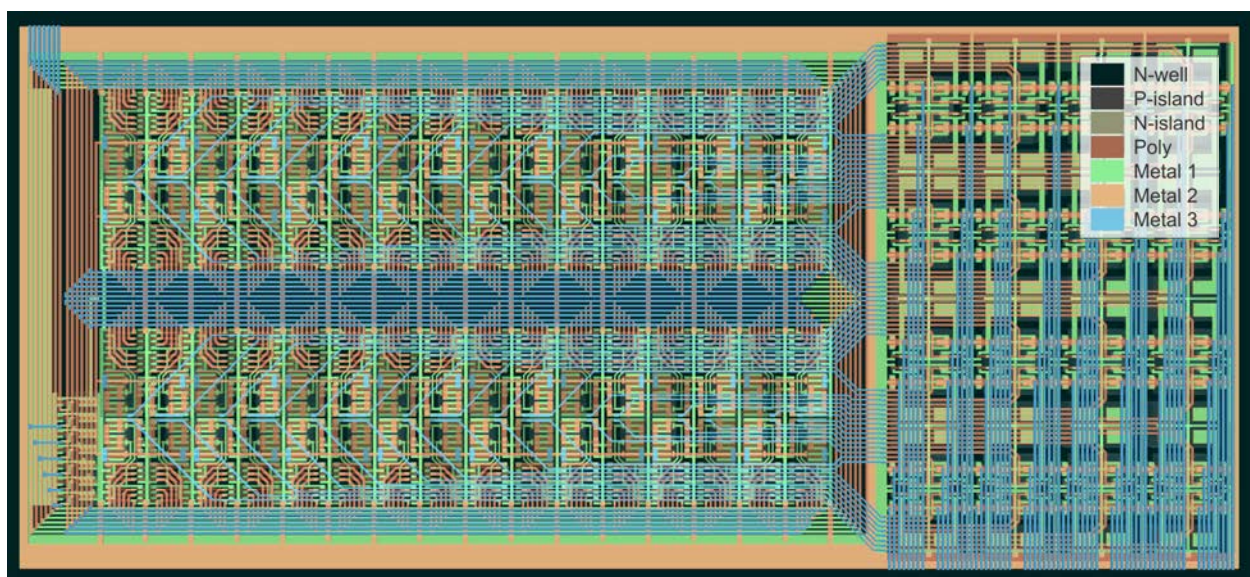 N-well
P-island
N-island
Poly
Metal 1
Metal 2
Metal 3